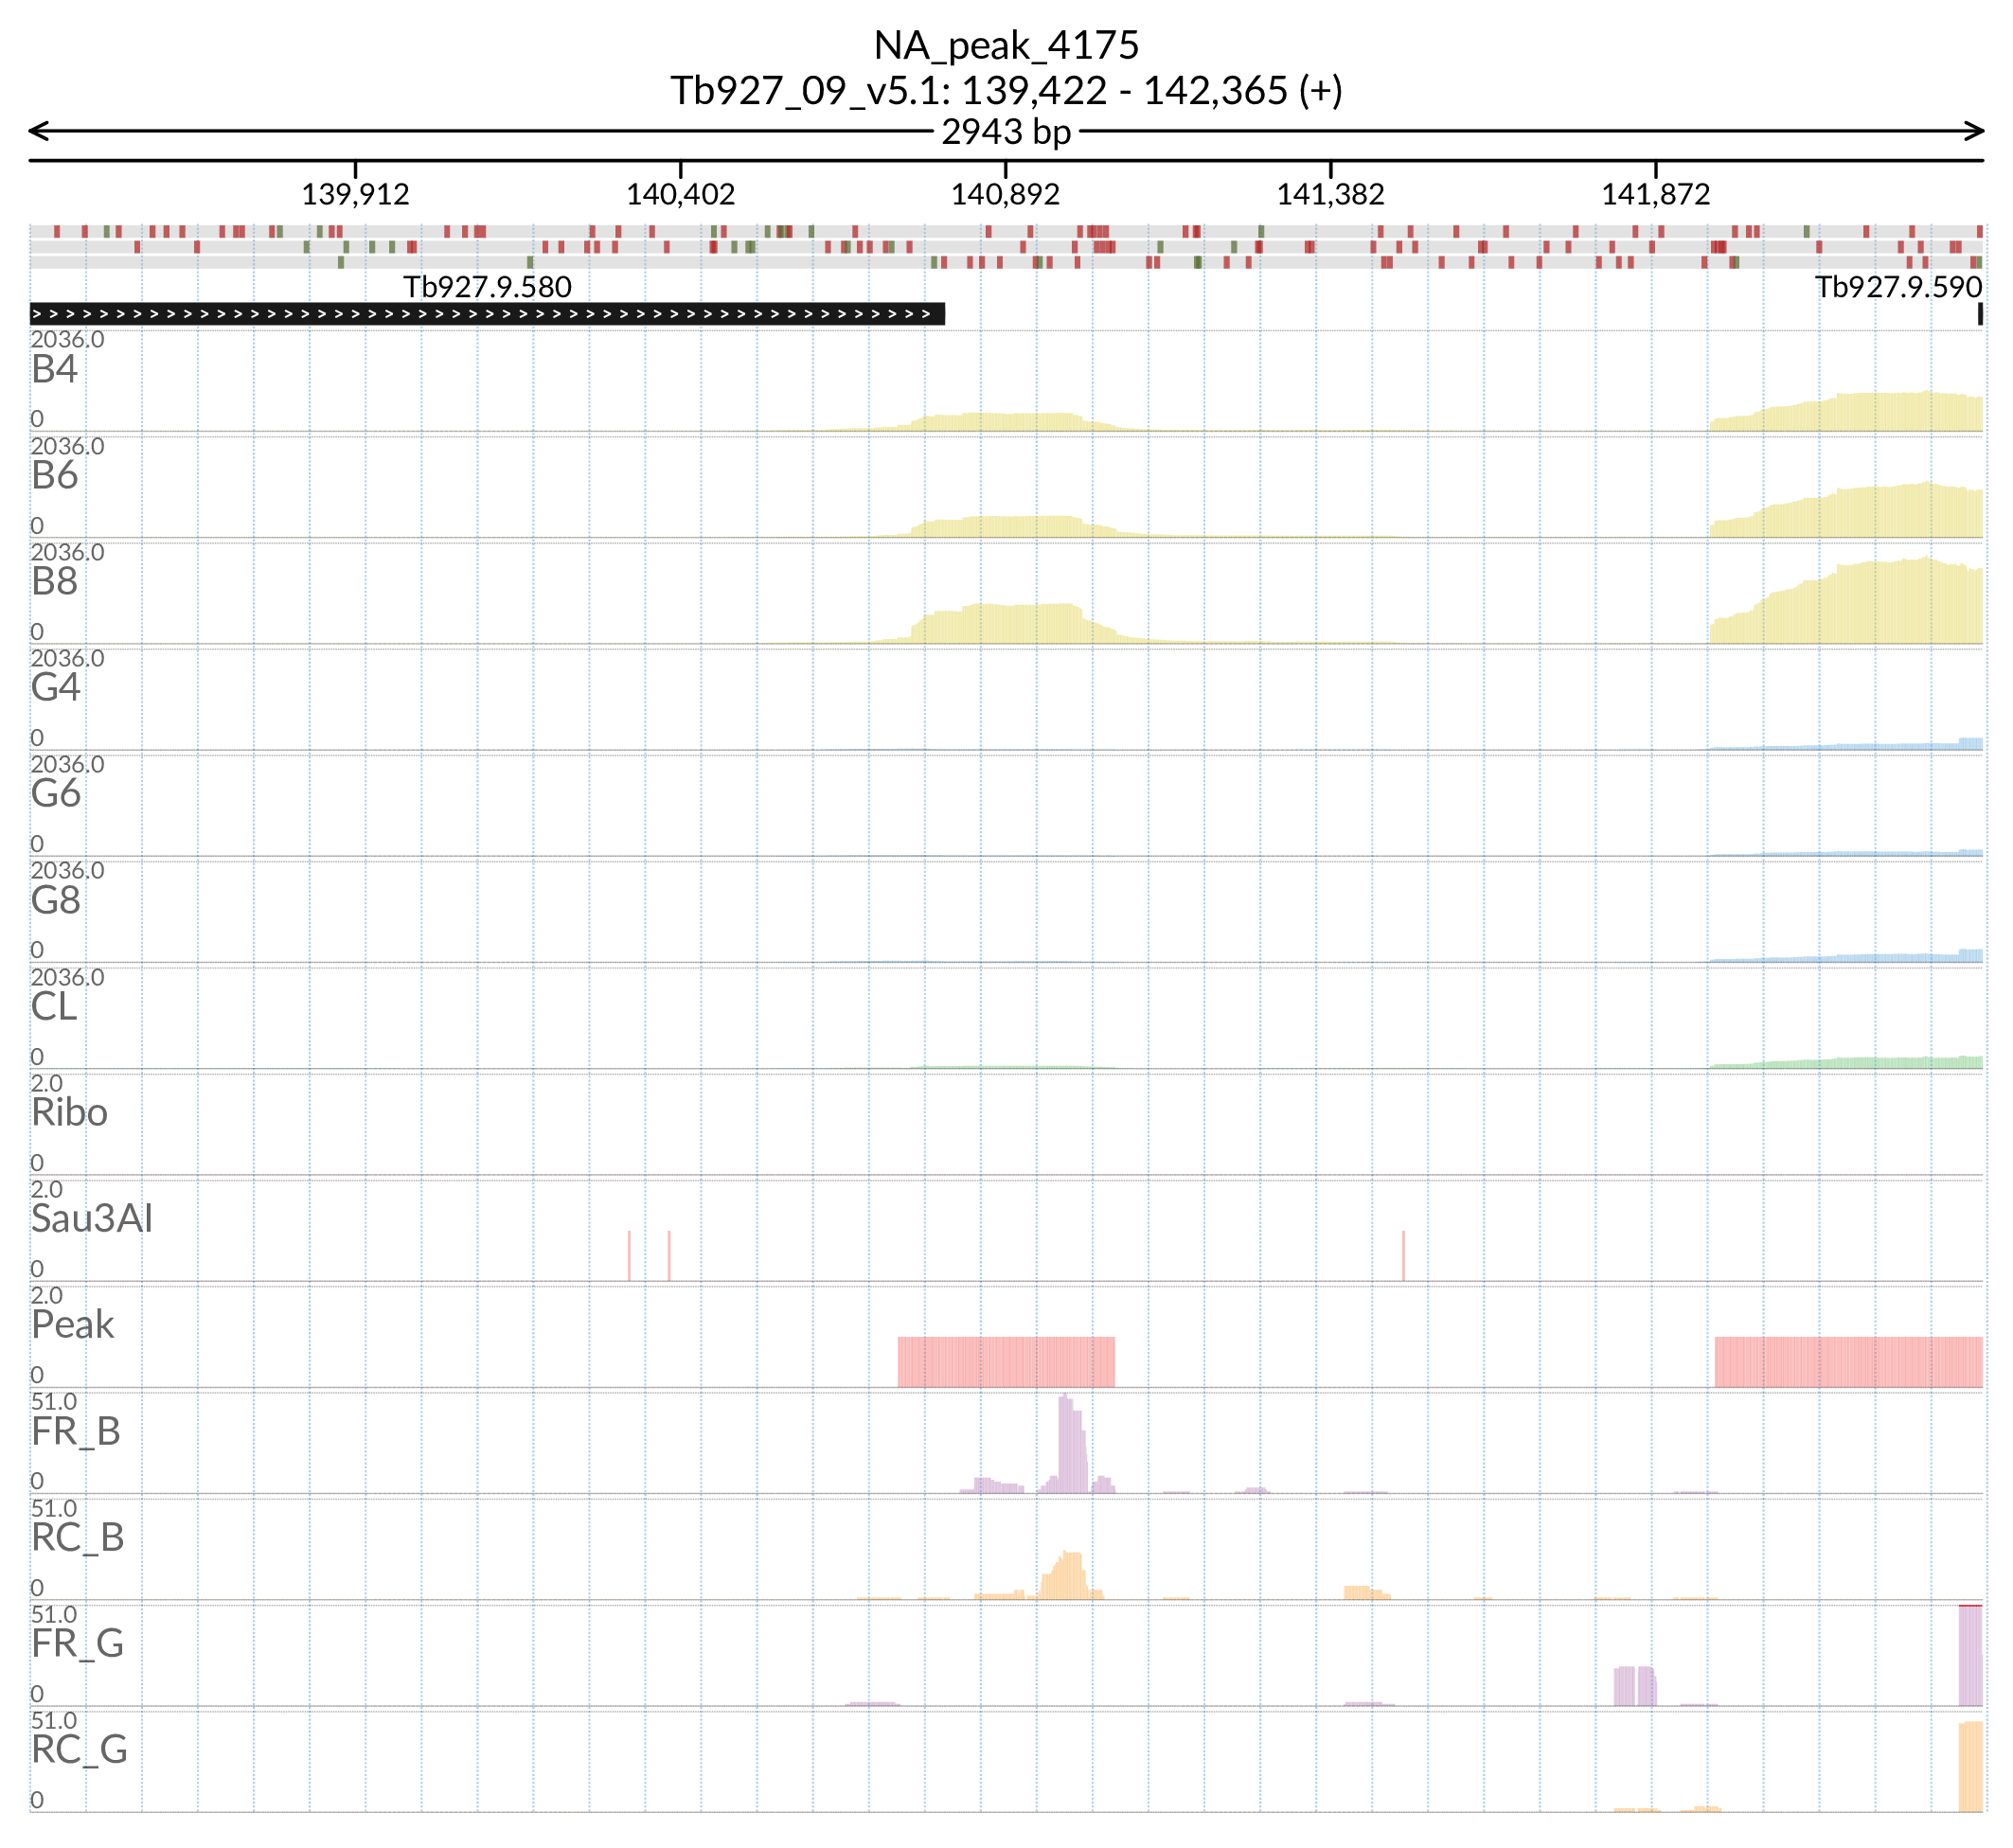 NA_peak_4175
Tb927_09_v5.1: 139,422 - 142,365 (+)
2943 bp
139,912 140,402 140,892 141,382 141,872
Tb927.9.580 Tb927.9.590
2036.0
B4
0
2036.0
B6
0
2036.0
B8
0
2036.0
G4
0
2036.0
G6
0
2036.0
G8
0
2036.0
CL
0
2.0
Ribo
0
2.0
Sau3AI
0
2.0
Peak
0
51.0
FR_B
0
51.0
RC_B
0
51.0
FR_G
0
51.0
RC_G
0